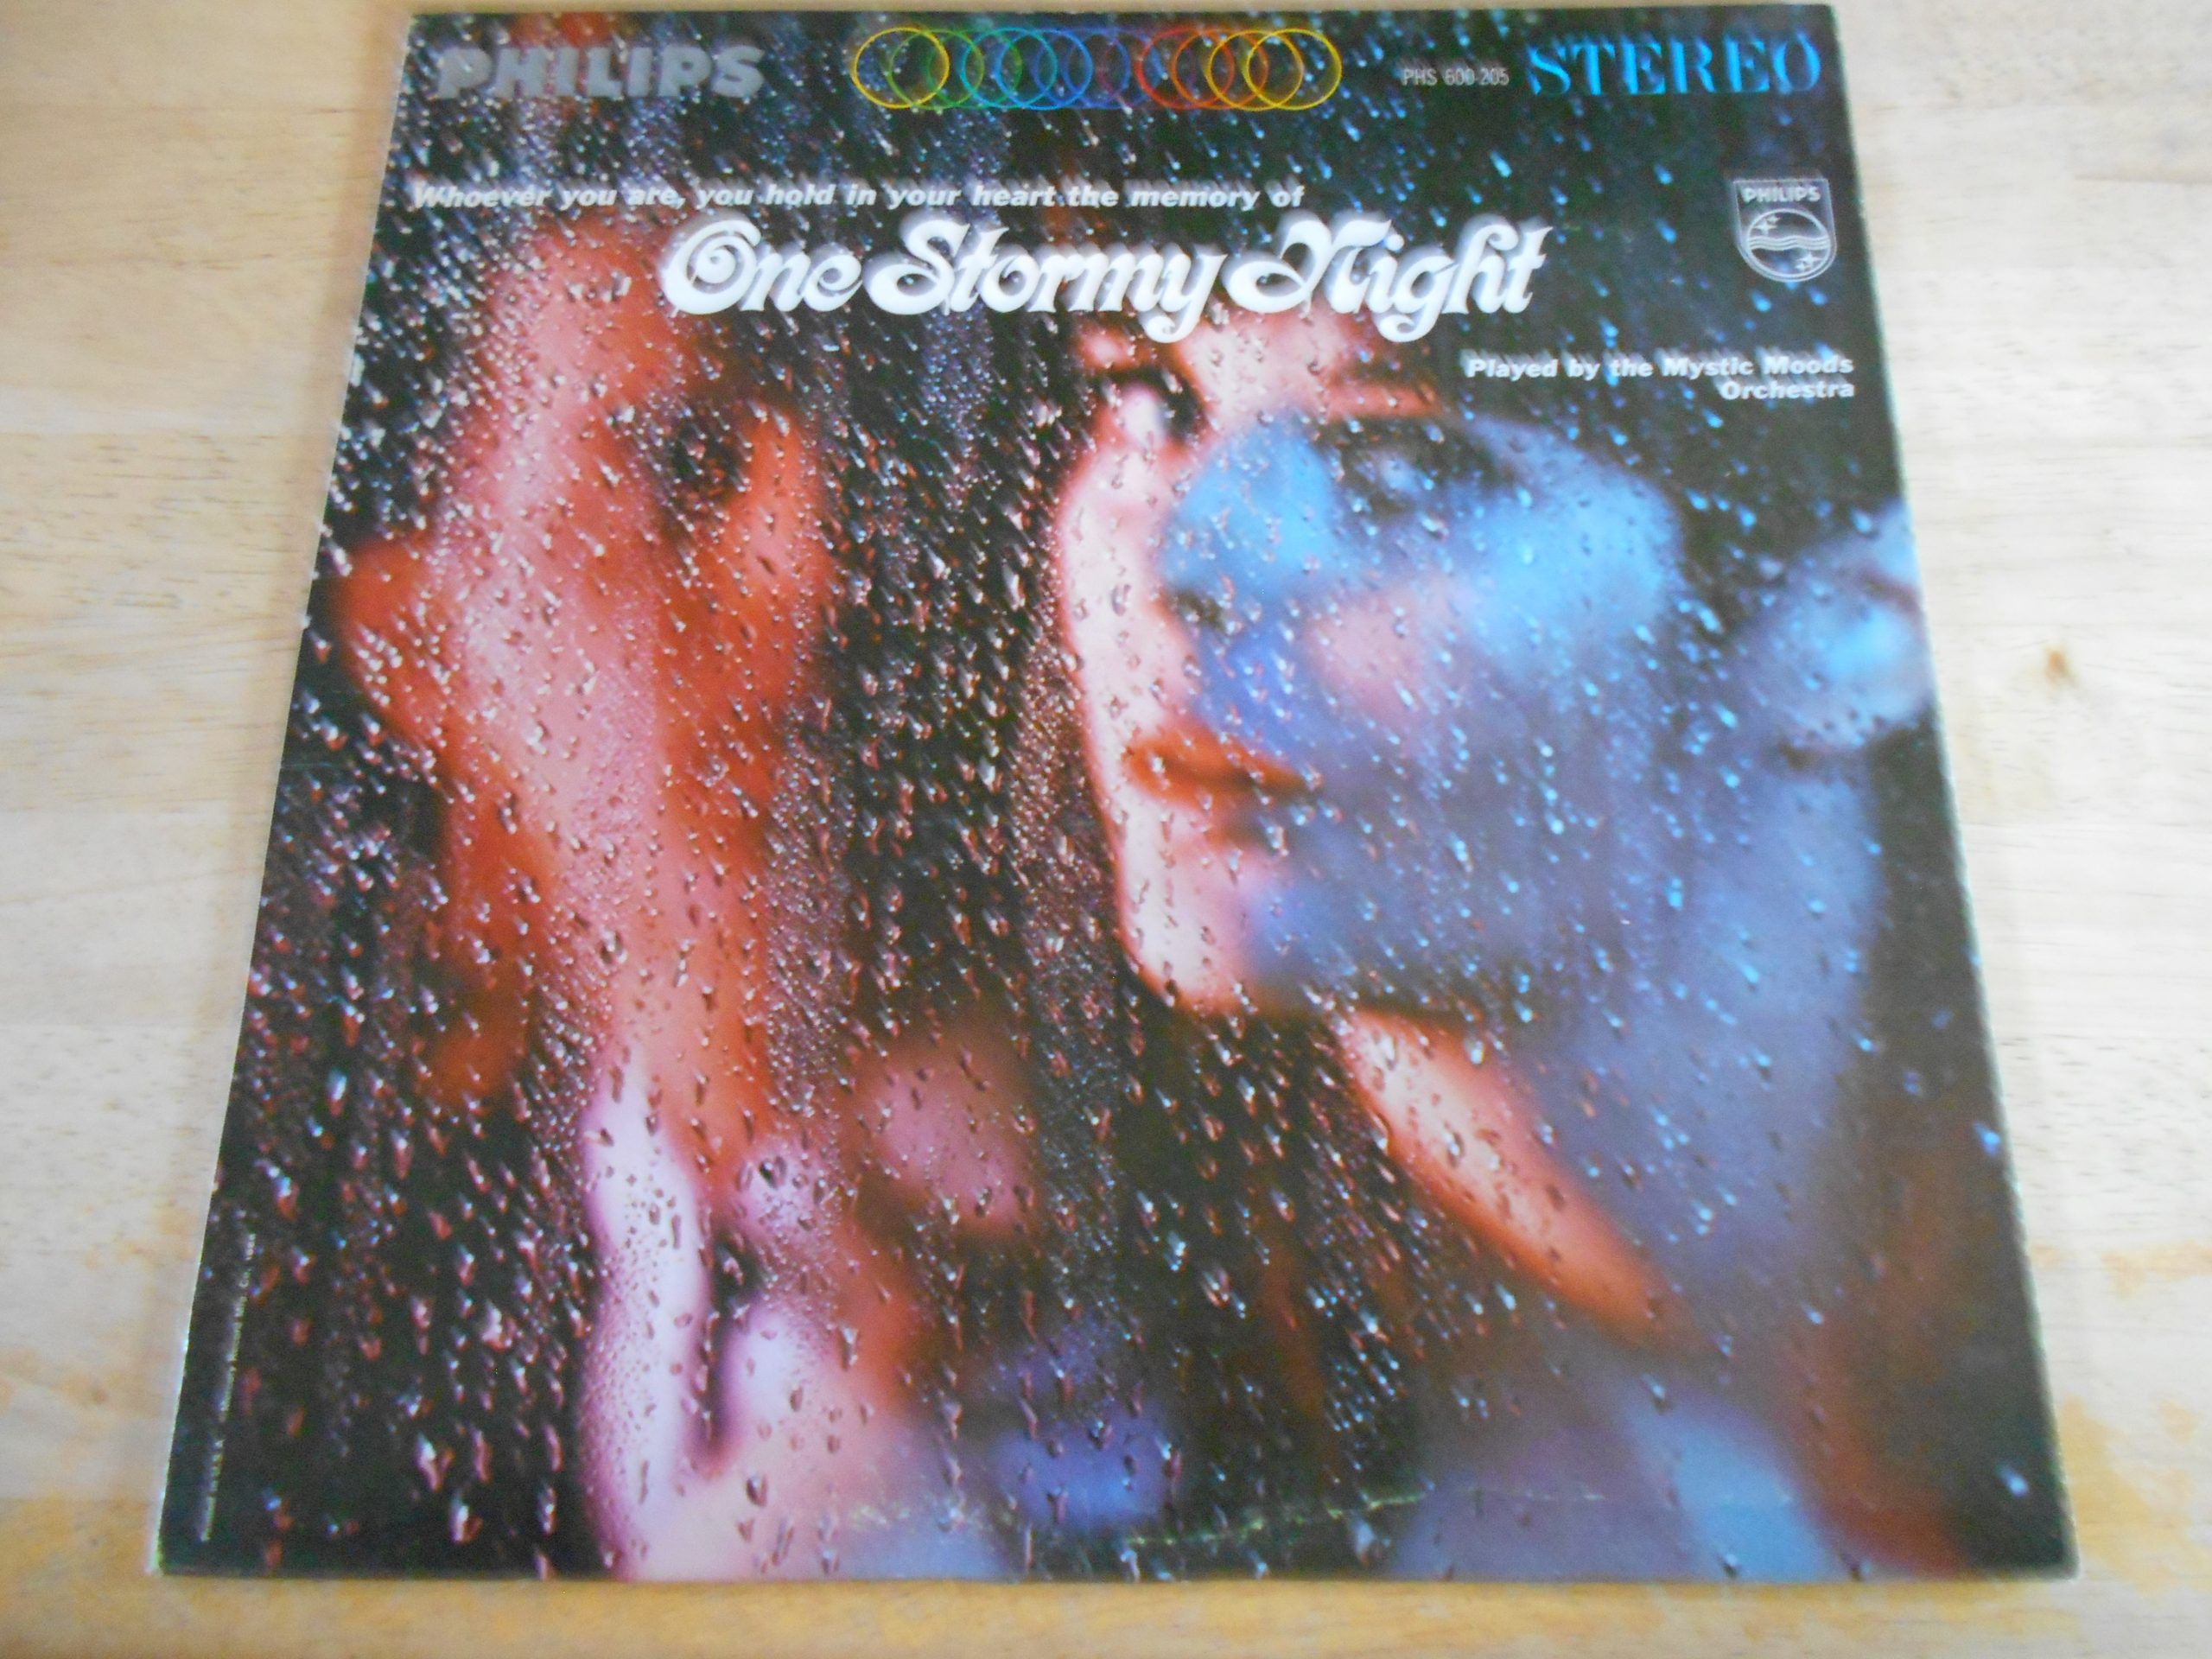 PHILIPS
PHS 600-205 STEREO
PHILIPS
Whoever you are, you hold in your heart the memory of
One Stormy Night
Played by the Mystic Moods
Orchestra